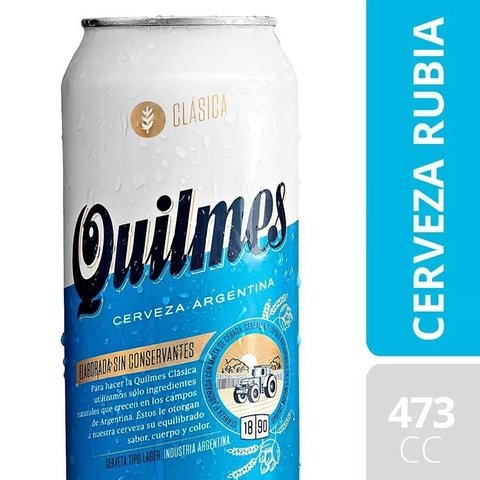 CLÁSICA
Quilmes
CERVEZA ARGENTINA
ELABORADA SIN CONSERVANTES
Para hacer la Quilmes Clásica
utilizamos sólo ingredientes
naturales que crecen en los campos
de Argentina. Éstos le otorgan
a nuestra cerveza su equilibrado
sabor, cuerpo y color.
CERVEZA TIPO LAGER. INDUSTRIA ARGENTINA
18 90
CERVEZA RUBIA
473
CC